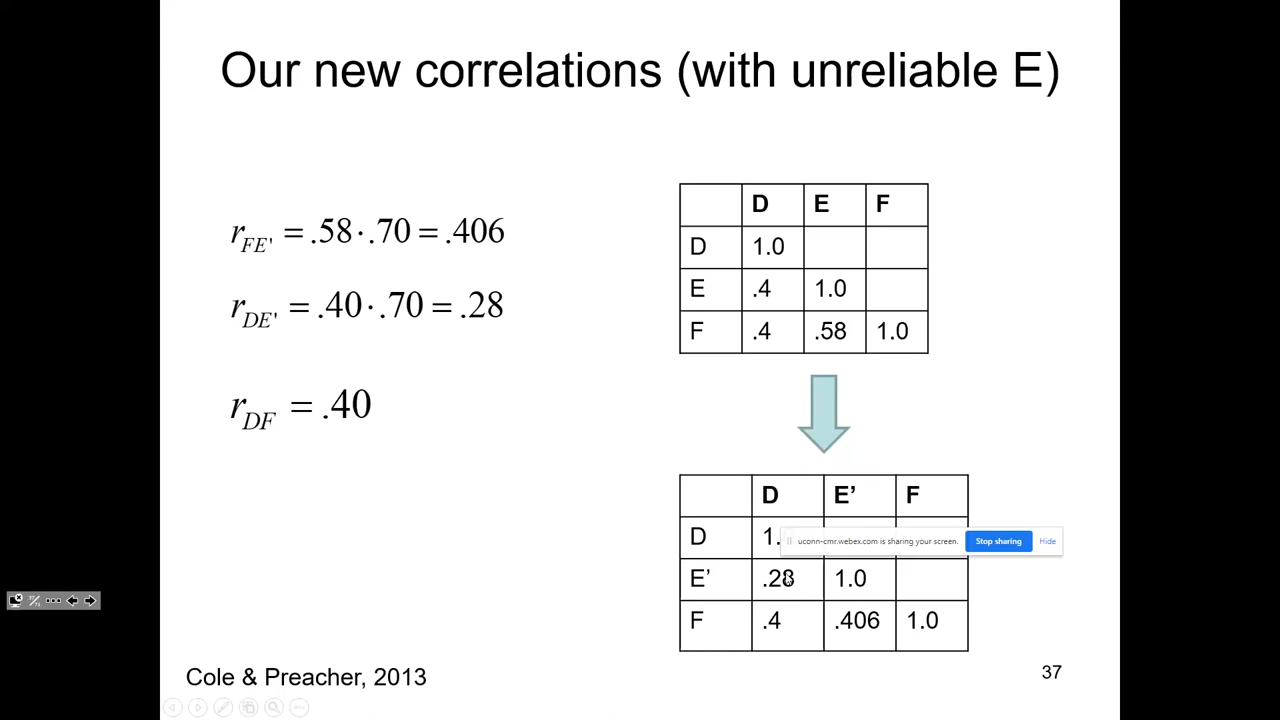 Our new correlations (with unreliable E)
r_FE' = .58·.70 = .406
r_DE' = .40·.70 = .28
r_DF = .40
D E F
D 1.0
E .4 1.0
F .4 .58 1.0
D E’ F
D 1.
uconn-cmr.webex.com is sharing your screen. Stop sharing Hide
E’ .28 1.0
F .4 .406 1.0
Cole & Preacher, 2013
37